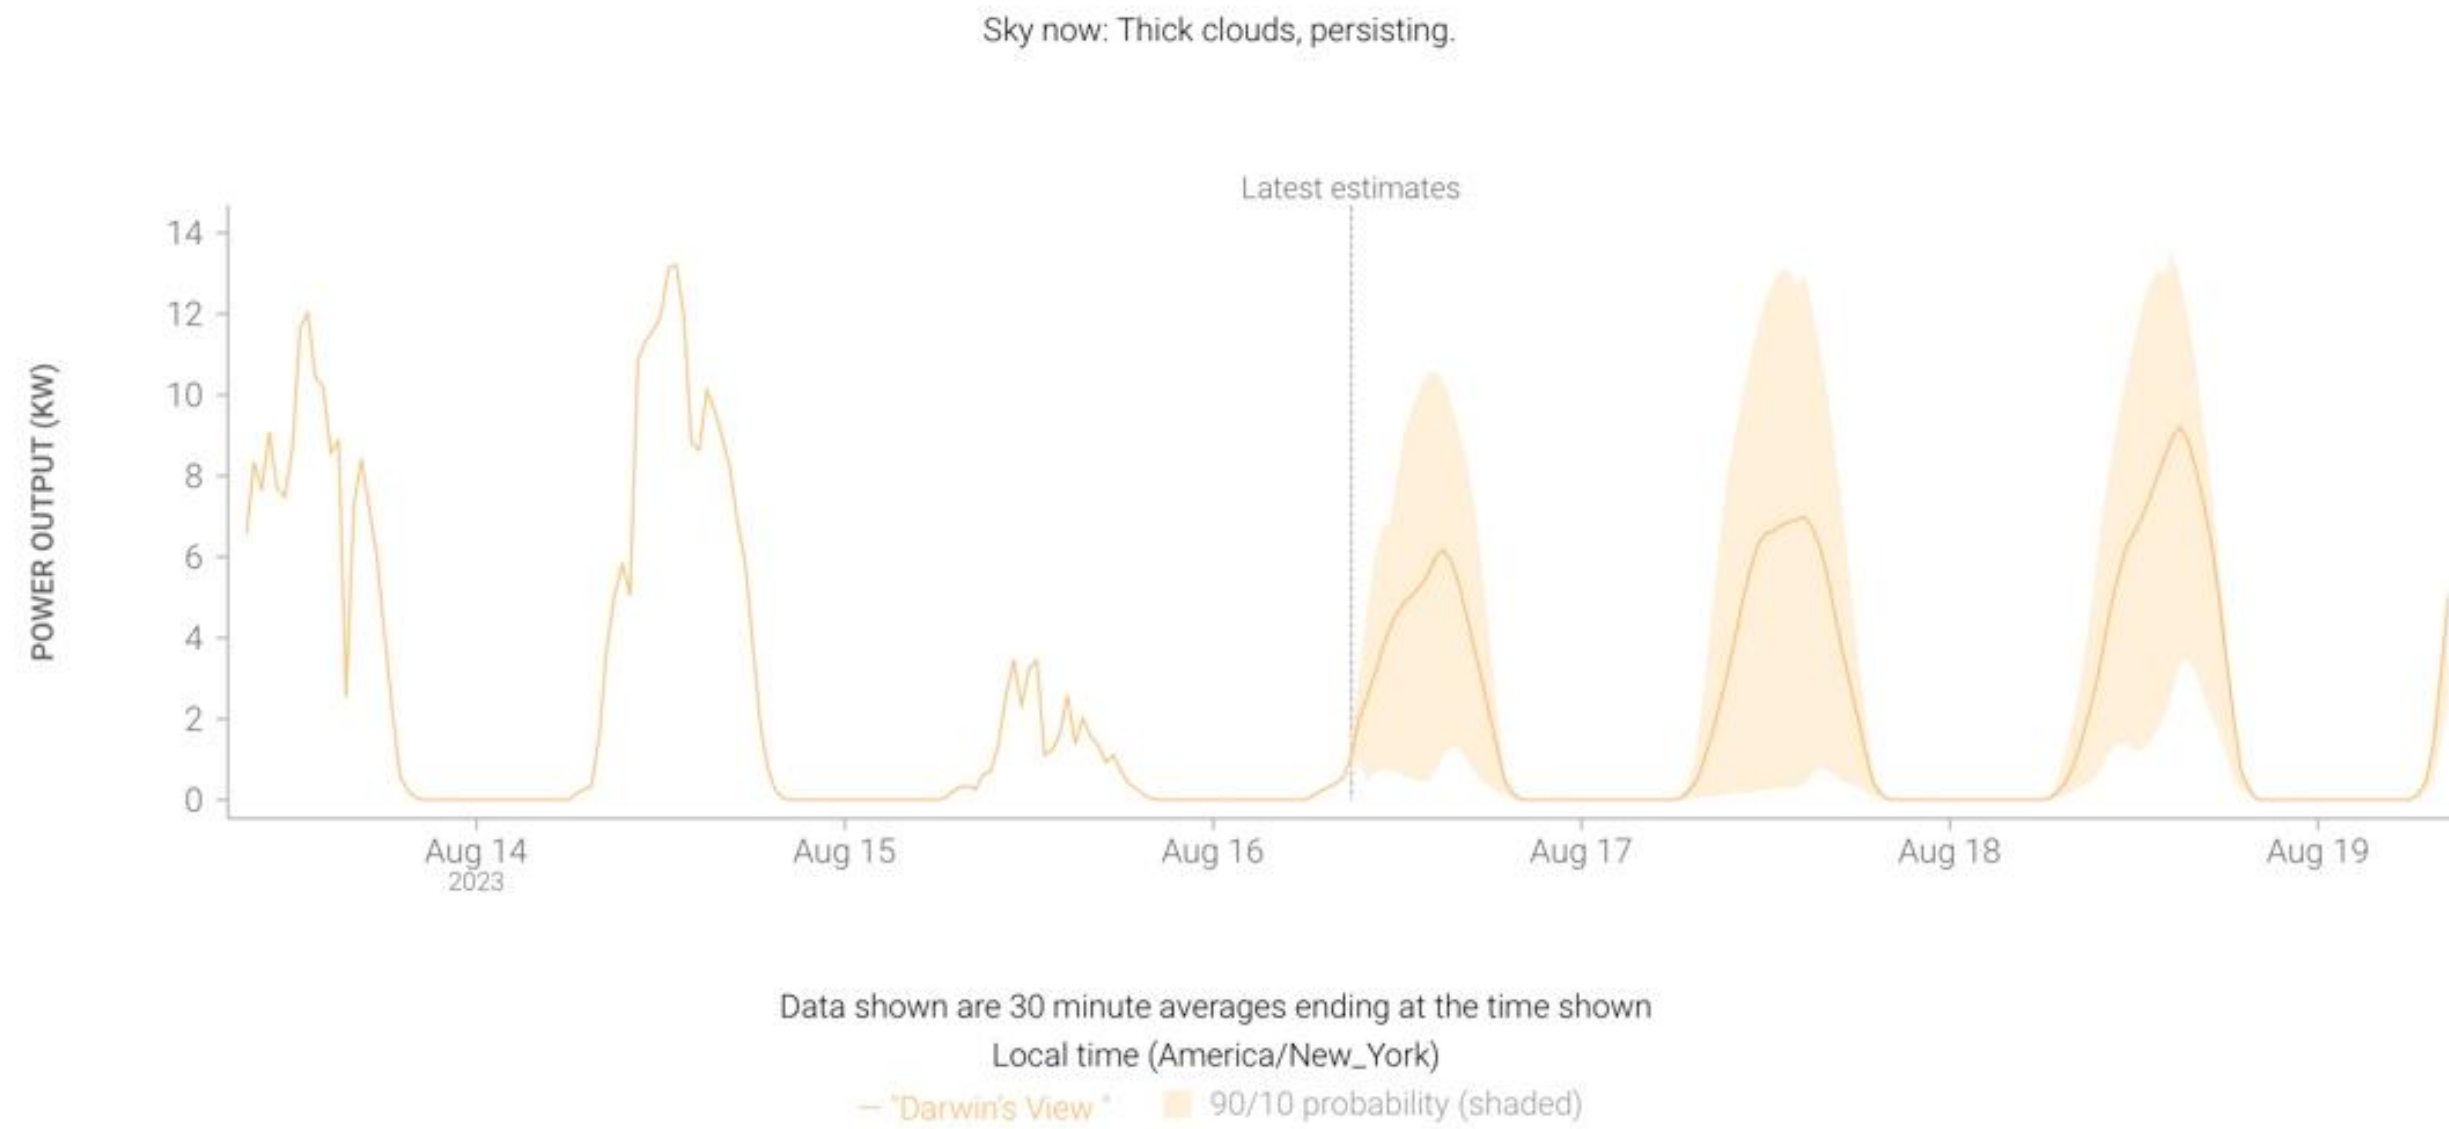 Sky now: Thick clouds, persisting.
Latest estimates
14
12
10
8
6
4
2
0
POWER OUTPUT (KW)
Aug 14 Aug 15 Aug 16 Aug 17 Aug 18 Aug 19
2023
Data shown are 30 minute averages ending at the time shown
Local time (America/New_York)
"Darwin's View " 90/10 probability (shaded)